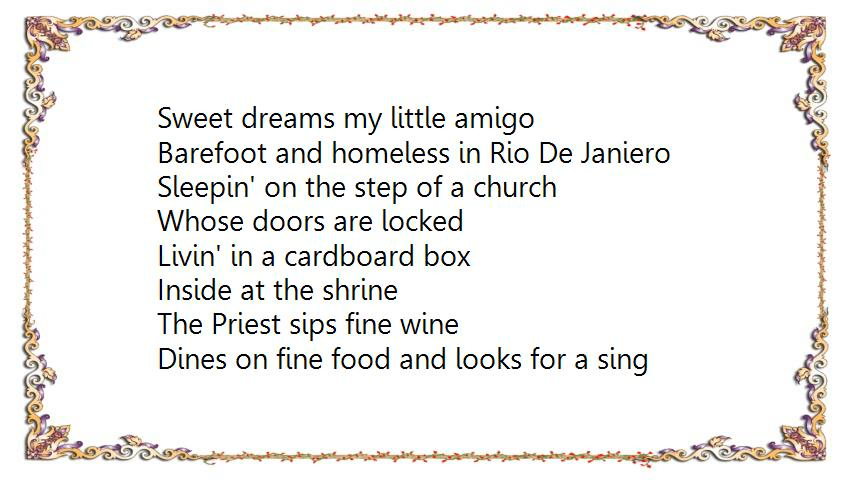 Sweet dreams my little amigo
Barefoot and homeless in Rio De Janiero
Sleepin' on the step of a church
Whose doors are locked
Livin' in a cardboard box
Inside at the shrine
The Priest sips fine wine
Dines on fine food and looks for a sing